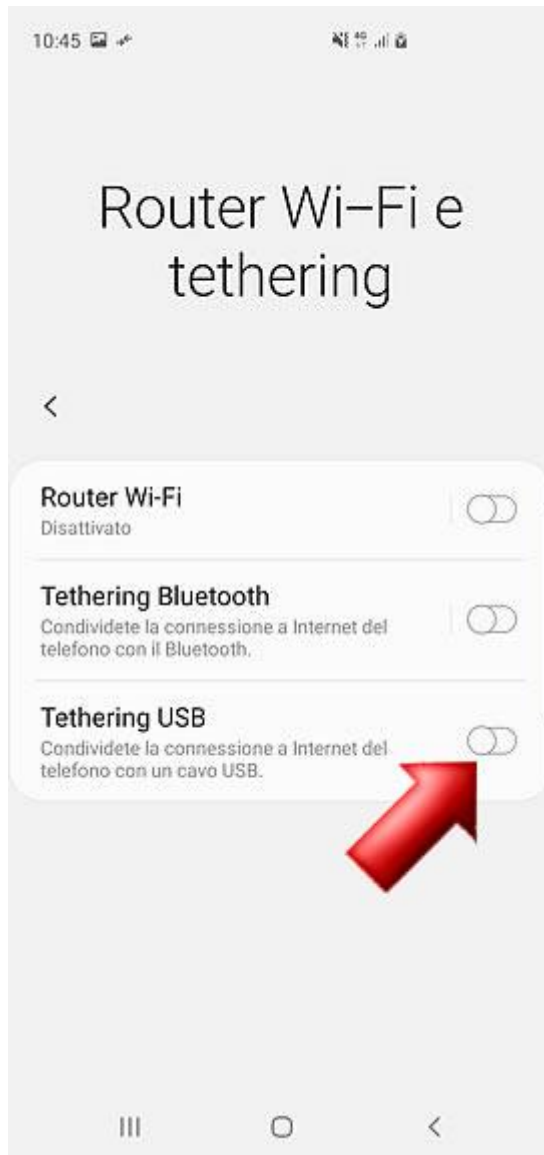 10:45
4G
Router Wi-Fi e
tethering
Router Wi-Fi
Disattivato
Tethering Bluetooth
Condividete la connessione a Internet del
telefono con il Bluetooth.
Tethering USB
Condividete la connessione a Internet del
telefono con un cavo USB.